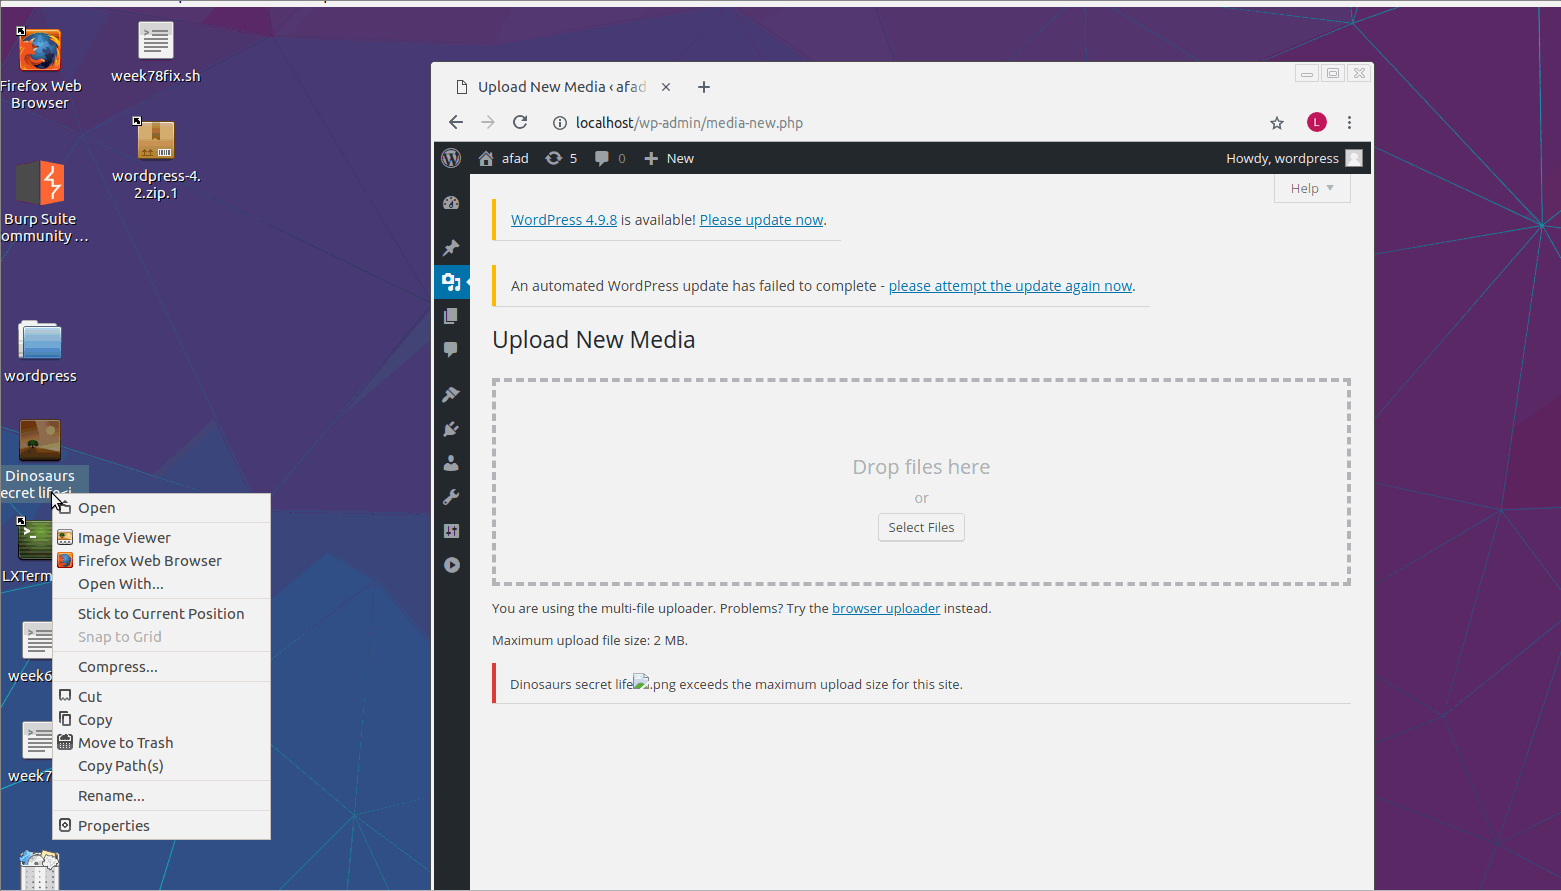 Firefox Web
Browser
week78fix.sh
wordpress-4.
2.zip.1
Burp Suite
ommunity ...
wordpress
Dinosaurs
ecret life<i...
LXTerm
week6
week7
Open
Image Viewer
Firefox Web Browser
Open With...
Stick to Current Position
Snap to Grid
Compress...
Cut
Copy
Move to Trash
Copy Path(s)
Rename...
Properties
Upload New Media ‹ afad
localhost/wp-admin/media-new.php
L
afad 5 0 New
Howdy, wordpress
Help
WordPress 4.9.8 is available! Please update now.
An automated WordPress update has failed to complete - please attempt the update again now.
Upload New Media
Drop files here
or
Select Files
You are using the multi-file uploader. Problems? Try the browser uploader instead.
Maximum upload file size: 2 MB.
Dinosaurs secret life .png exceeds the maximum upload size for this site.